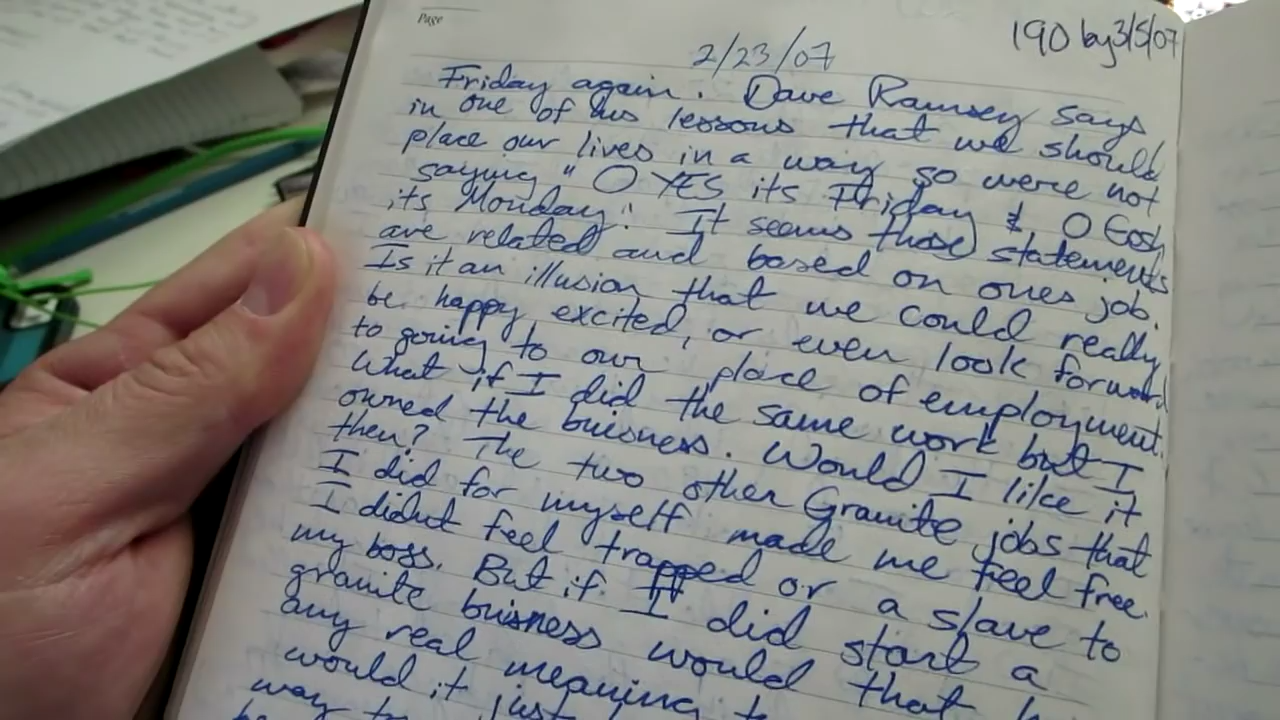 Page
190 by 3/5/07
2/23/07
Friday again. Dave Ramsey says
in one of his lessons that we should
place our lives in a way so were not
saying "O YES its Friday & O Gosh
its Monday". It seems those statements
are related and based on ones job.
Is it an illusion that we could really
be happy excited, or even look forward
to going to our place of employment.
What if I did the same work but I
owned the buisness. Would I like it
then? The two other Granite jobs that
I did for myself made me feel free.
I didnt feel trapped or a slave to
my boss. But if I did start a
granite buisness would that
any real meaning
would it just
way